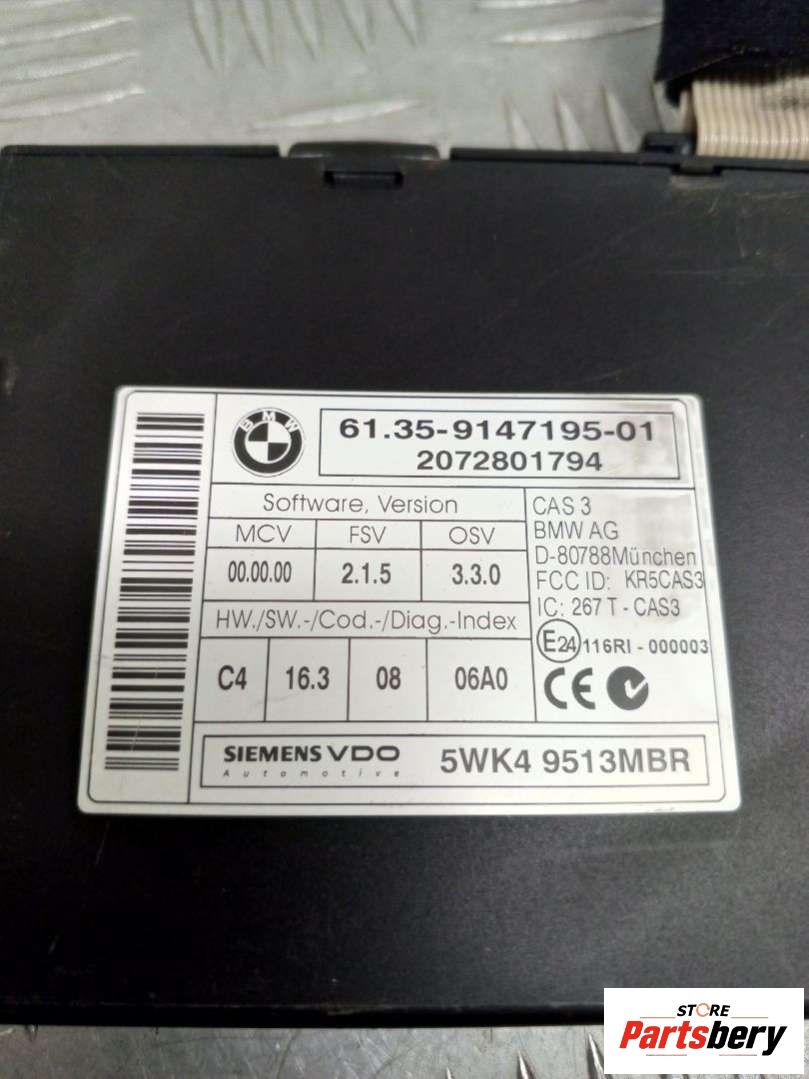 BMW
61.35-9147195-01
2072801794
Software, Version
MCV FSV OSV
00.00.00 2.1.5 3.3.0
HW./SW.-/Cod.-/Diag.-Index
C4 16.3 08 06A0
CAS 3
BMW AG
D-80788München
FCC ID: KR5CAS3
IC: 267 T - CAS3
E24 116RI - 000003
CE
SIEMENS VDO
Automotive
5WK4 9513MBR
STORE
Partsbery